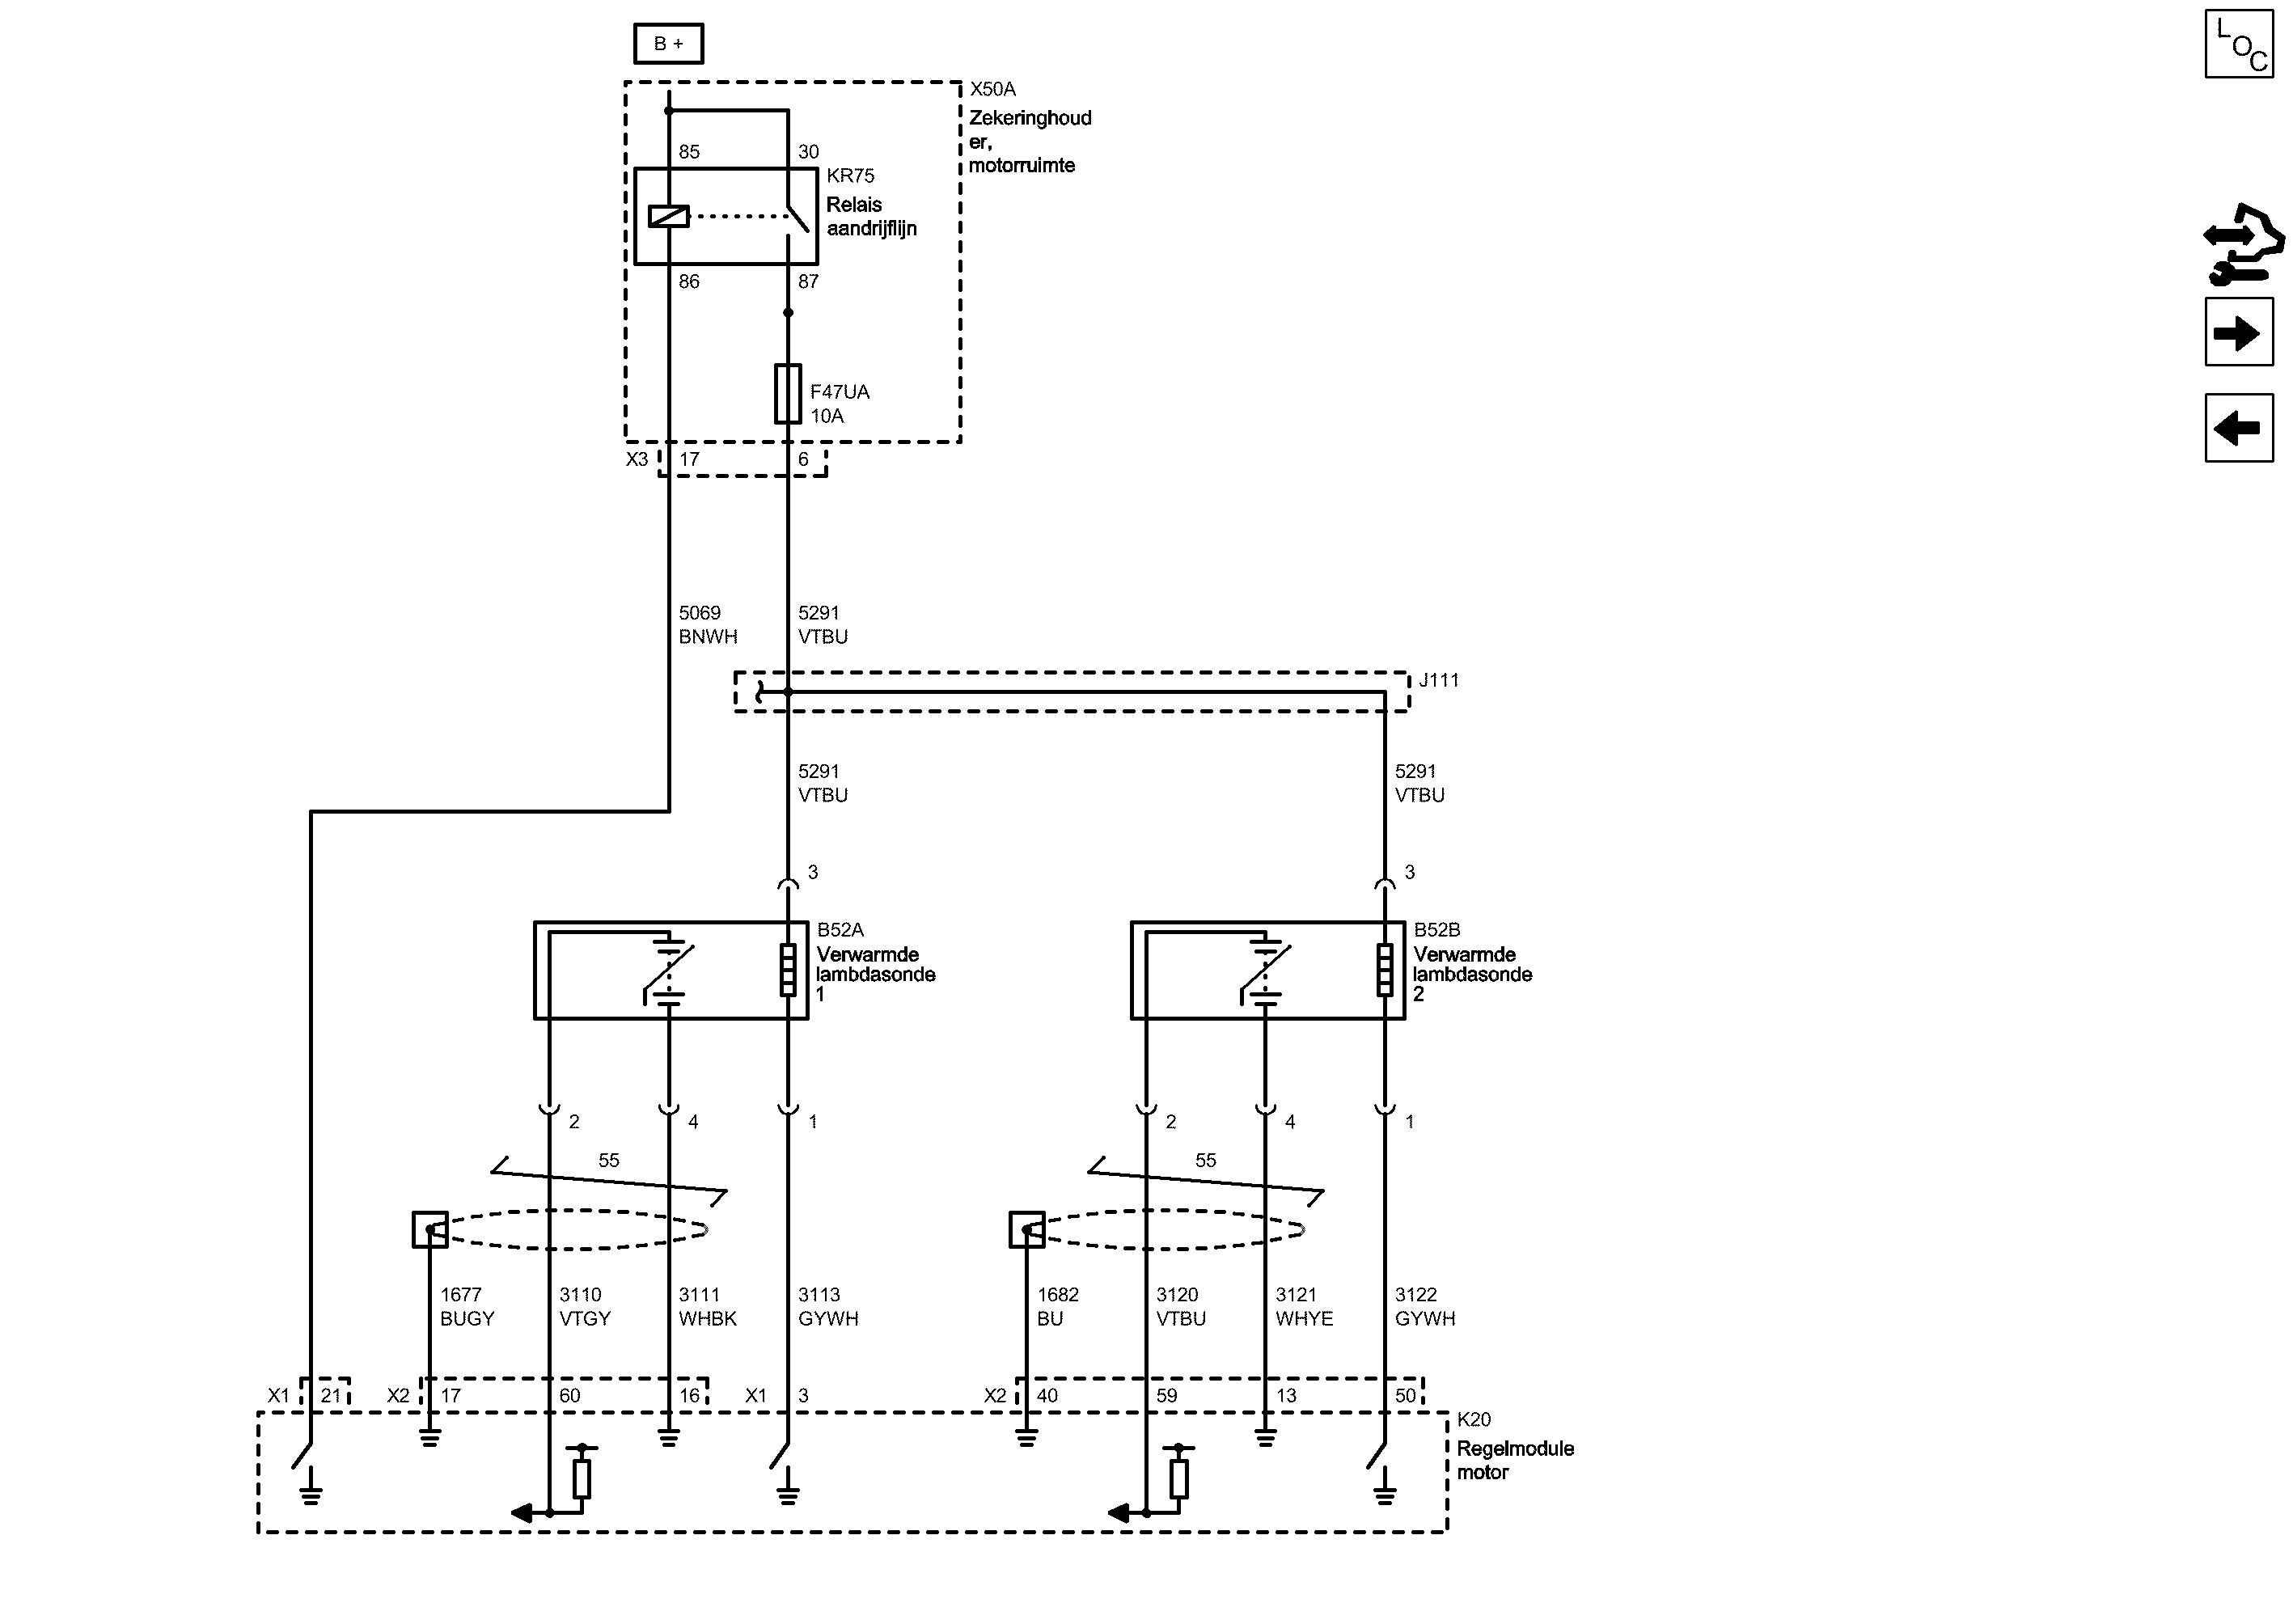 B +
LOC
X50A
Zekeringhoud
er,
motorruimte
85 30
KR75
Relais
aandrijflijn
86 87
F47UA
10A
X3 17 6
5069 5291
BNWH VTBU
J111
5291 5291
VTBU VTBU
3 3
B52A
Verwarmde
lambdasonde
1
B52B
Verwarmde
lambdasonde
2
2 4 1 2 4 1
55 55
1677 3110 3111 3113 1682 3120 3121 3122
BUGY VTGY WHBK GYWH BU VTBU WHYE GYWH
X1 21 X2 17 60 16 X1 3 X2 40 59 13 50
K20
Regelmodule
motor